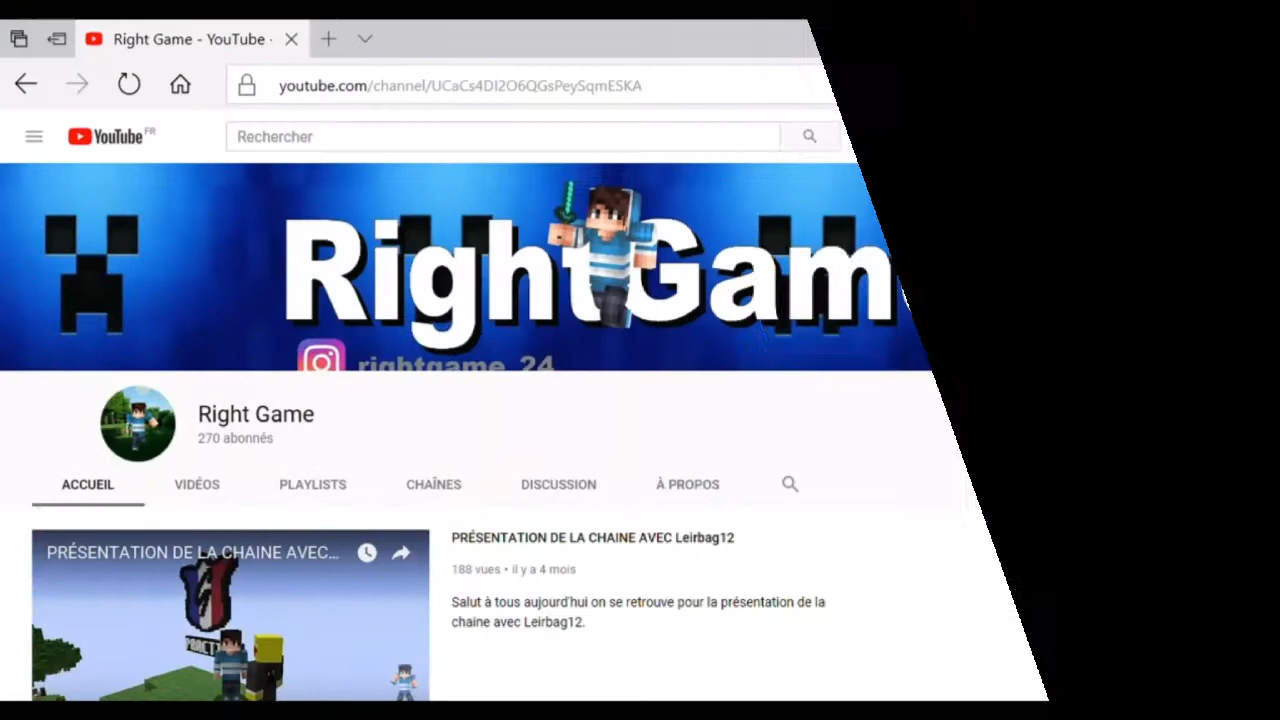 Right Game - YouTube
youtube.com/channel/UCaCs4DI2O6QGsPeySqmESKA
YouTube FR
Rechercher
RightGam
rightgame_24
Right Game
270 abonnés
ACCUEIL VIDÉOS PLAYLISTS CHAÎNES DISCUSSION À PROPOS
PRÉSENTATION DE LA CHAINE AVEC...
PRÉSENTATION DE LA CHAINE AVEC Leirbag12
188 vues • il y a 4 mois
Salut à tous aujourd'hui on se retrouve pour la présentation de la
chaine avec Leirbag12.